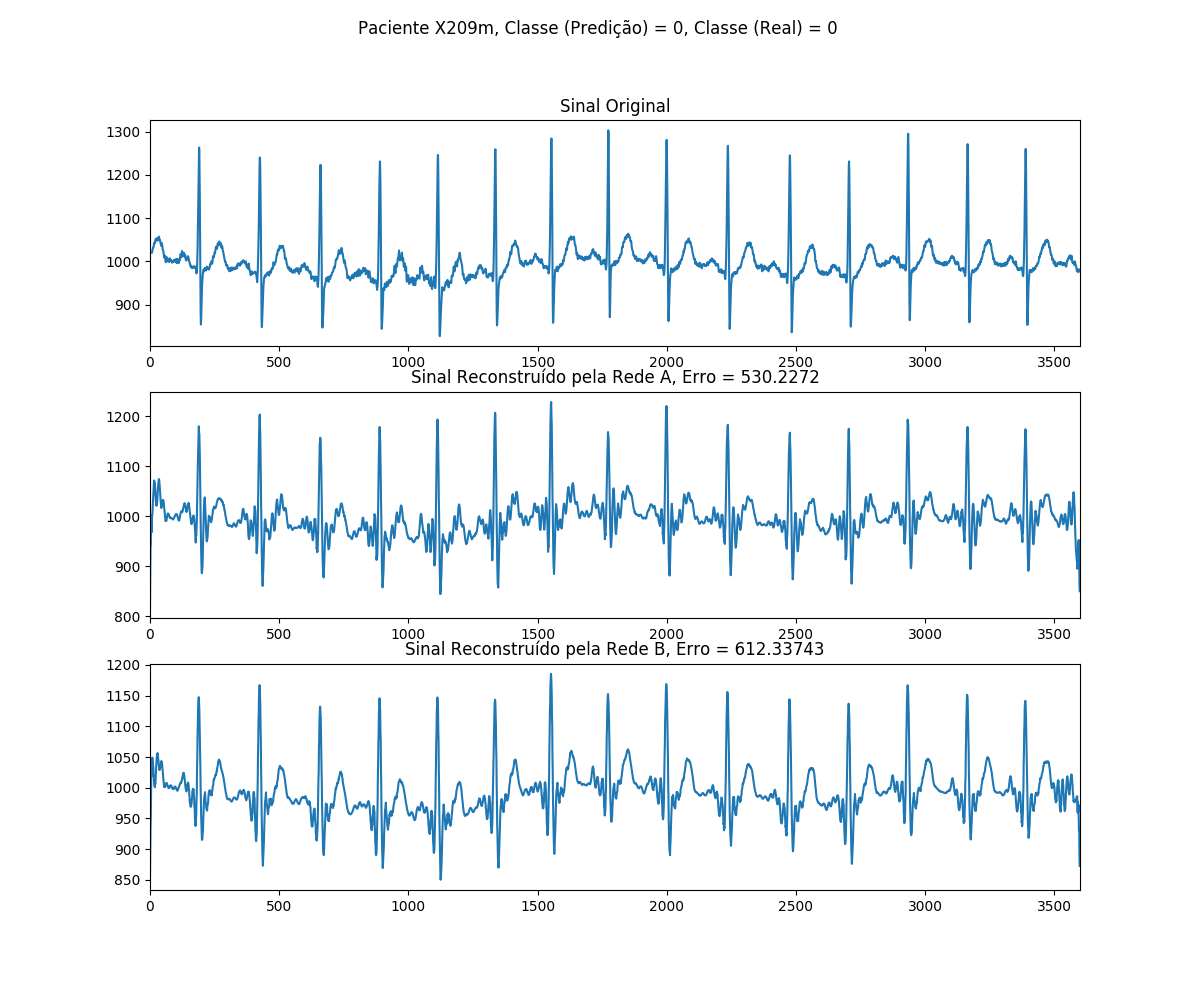 Paciente X209m, Classe (Predição) = 0, Classe (Real) = 0
Sinal Original
1300
1200
1100
1000
900
0 500 1000 1500 2000 2500 3000 3500
Sinal Reconstruído pela Rede A, Erro = 530.2272
1200
1100
1000
900
800
0 500 1000 1500 2000 2500 3000 3500
Sinal Reconstruído pela Rede B, Erro = 612.33743
1200
1150
1100
1050
1000
950
900
850
0 500 1000 1500 2000 2500 3000 3500